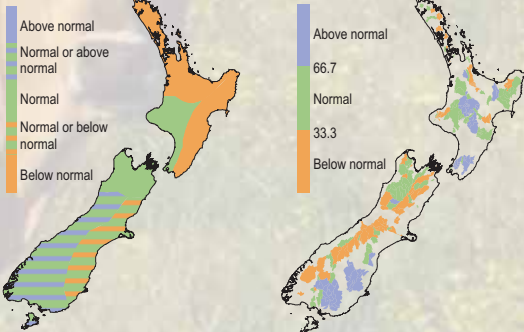 Above normal
Normal or above
normal
Normal
Normal or below
normal
Below normal
Above normal
66.7
Normal
33.3
Below normal